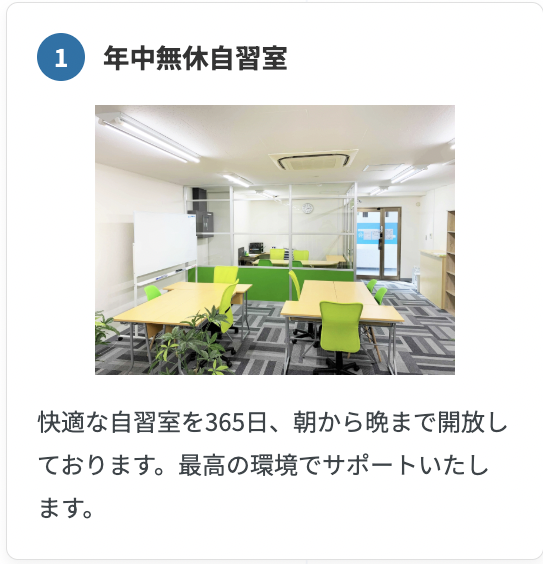 1 年中無休自習室
快適な自習室を365日、朝から晩まで開放し
ております。最高の環境でサポートいたし
ます。